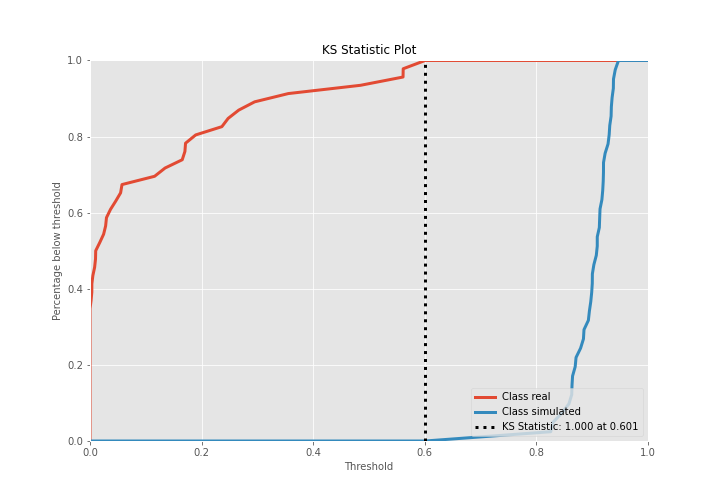 KS Statistic Plot
1.0
0.8
0.6
0.4
0.2
0.0
Percentage below threshold
0.0 0.2 0.4 0.6 0.8 1.0
Threshold
Class real
Class simulated
KS Statistic: 1.000 at 0.601